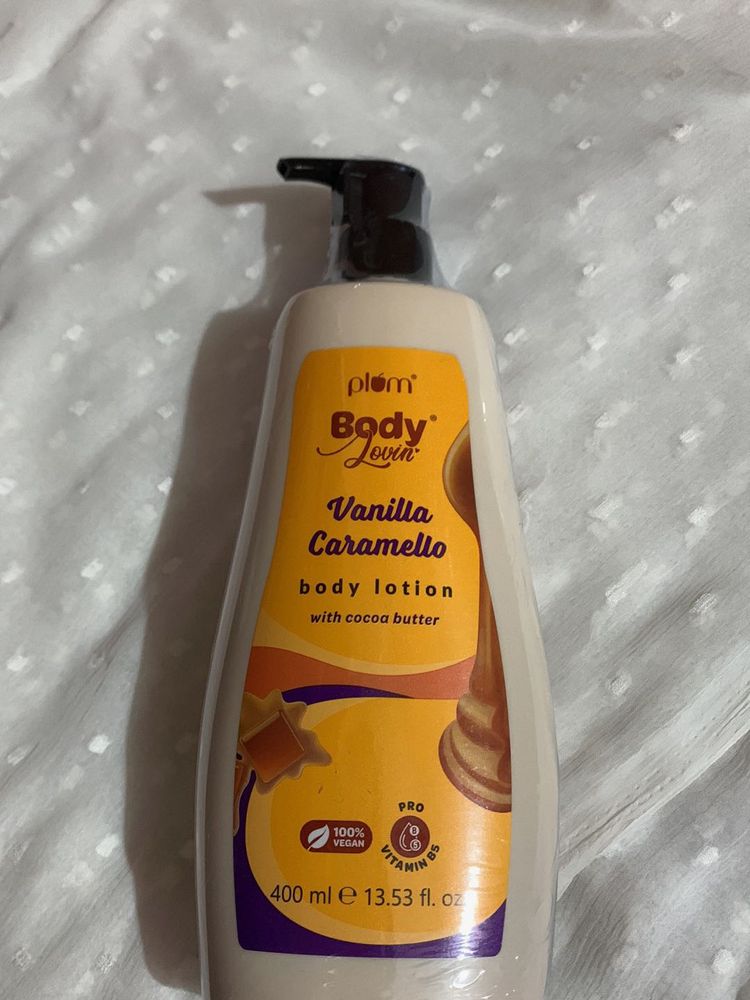 plum®
Body®
Lovin'
Vanilla
Caramello
body lotion
with cocoa butter
100%
VEGAN
PRO
B
5
VITAMIN B5
400 ml ℮ 13.53 fl. oz